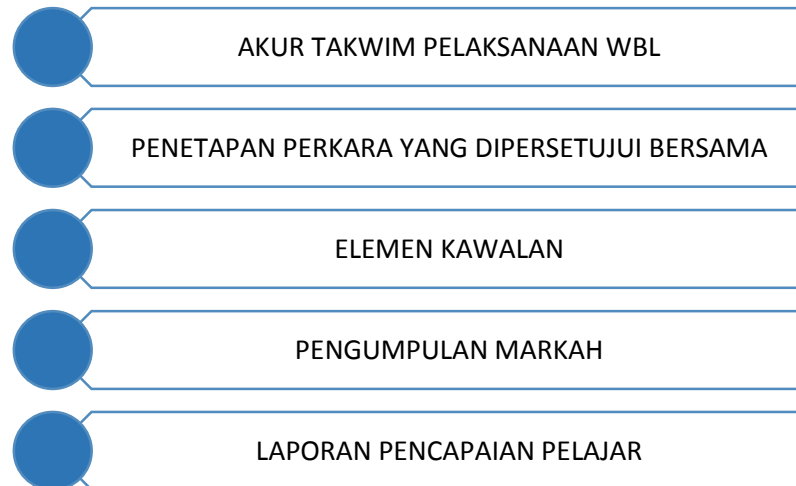 AKUR TAKWIM PELAKSANAAN WBL
PENETAPAN PERKARA YANG DIPERSETUJUI BERSAMA
ELEMEN KAWALAN
PENGUMPULAN MARKAH
LAPORAN PENCAPAIAN PELAJAR